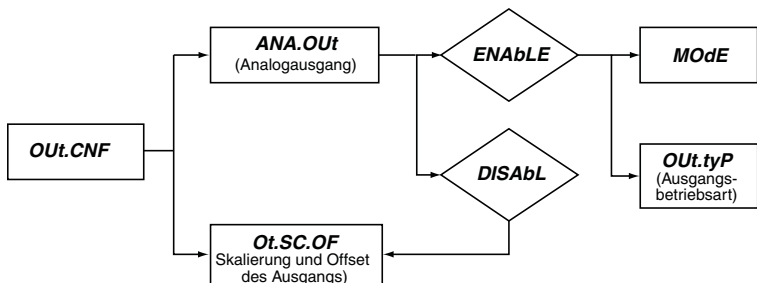 ANA.OUt
(Analogausgang)
ENAbLE
MOdE
OUt.CNF
DISAbL
OUt.tyP
(Ausgangs-
betriebsart)
Ot.SC.OF
Skalierung und Offset
des Ausgangs)